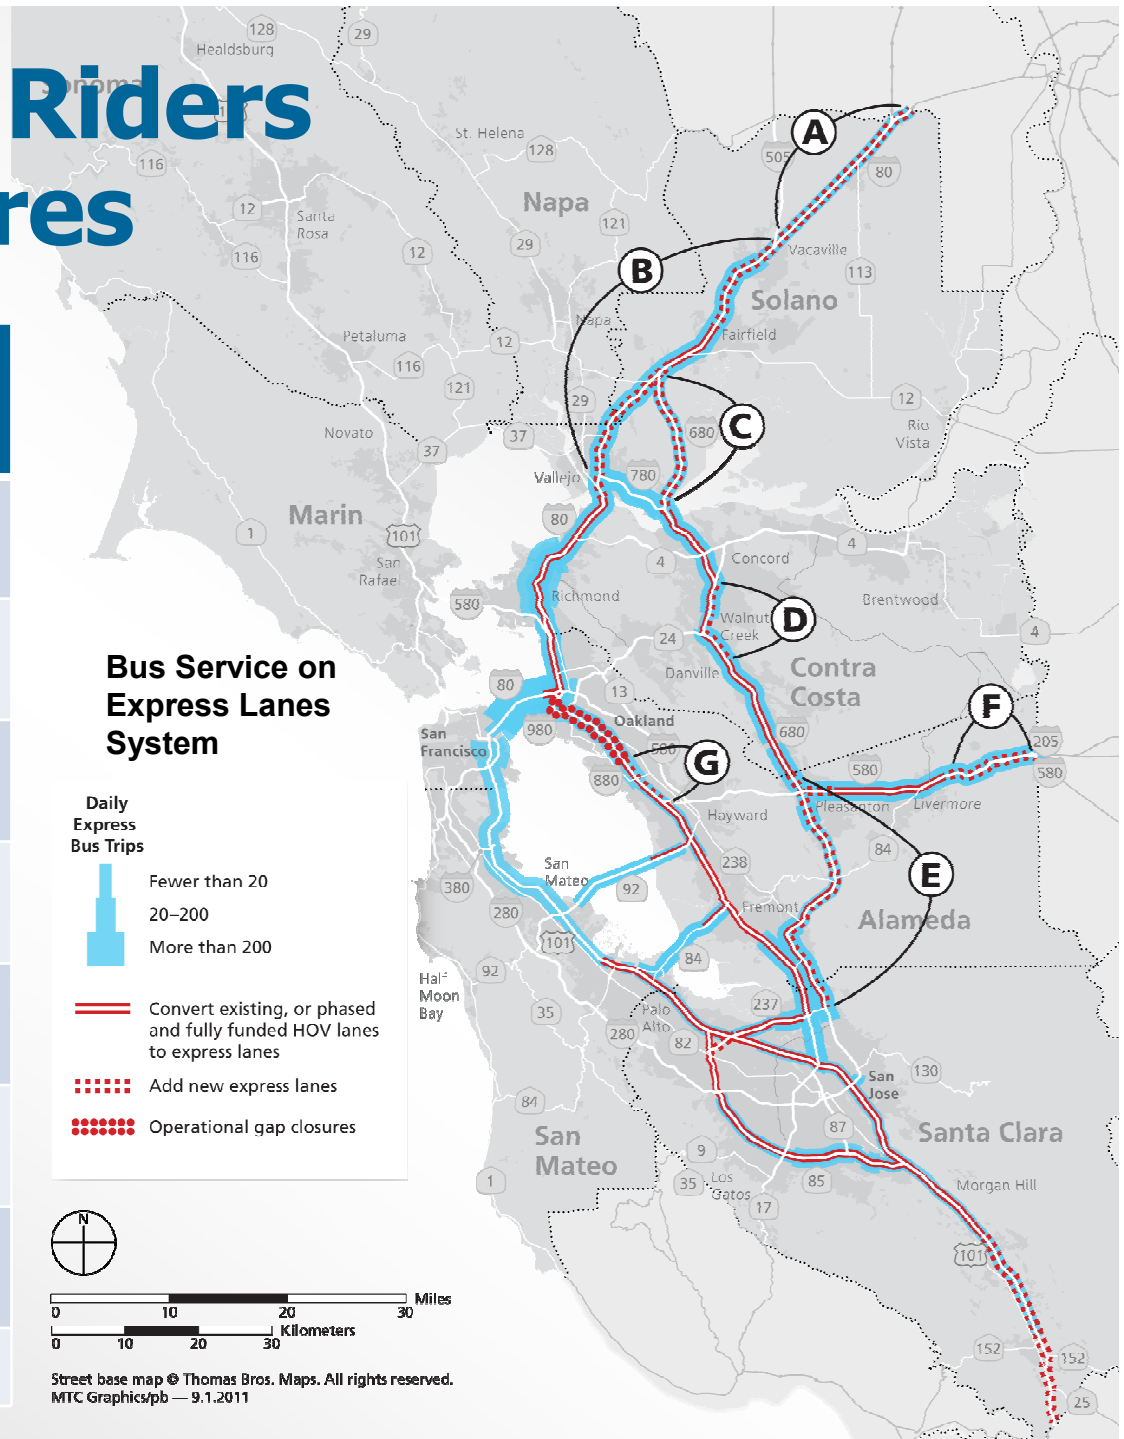 Riders
res
Bus Service on
Express Lanes
System
Daily
Express
Bus Trips
Fewer than 20
20–200
More than 200
Convert existing, or phased
and fully funded HOV lanes
to express lanes
Add new express lanes
Operational gap closures
N
0 10 20 30 Miles
0 10 20 30 Kilometers
Street base map © Thomas Bros. Maps. All rights reserved.
MTC Graphics/pb — 9.1.2011
128
29
Healdsburg
Sonoma
St. Helena
128
116
A
505
80
Napa
12
Santa
Rosa
121
29
12
116
B
Vacaville
113
Solano
Napa
Fairfield
Petaluma
12
116
121
29
12
C
680
Rio
Vista
Novato
37
37
Vallejo
780
Marin
1
101
80
San
Rafael
4
Concord
4
580
Richmond
Brentwood
Walnut
Creek
D
24
4
Danville
Contra
Costa
80
13
Oakland
San
Francisco
980
580
G
880
680
F
205
580
580
Pleasanton
Livermore
Hayward
84
San
Mateo
238
E
380
92
280
Fremont
Alameda
101
84
Half
Moon
Bay
92
35
Palo
Alto
237
280
82
San
Jose
130
84
87
Santa Clara
San
Mateo
9
1
35
Los
Gatos
85
17
Morgan Hill
101
152
152
25